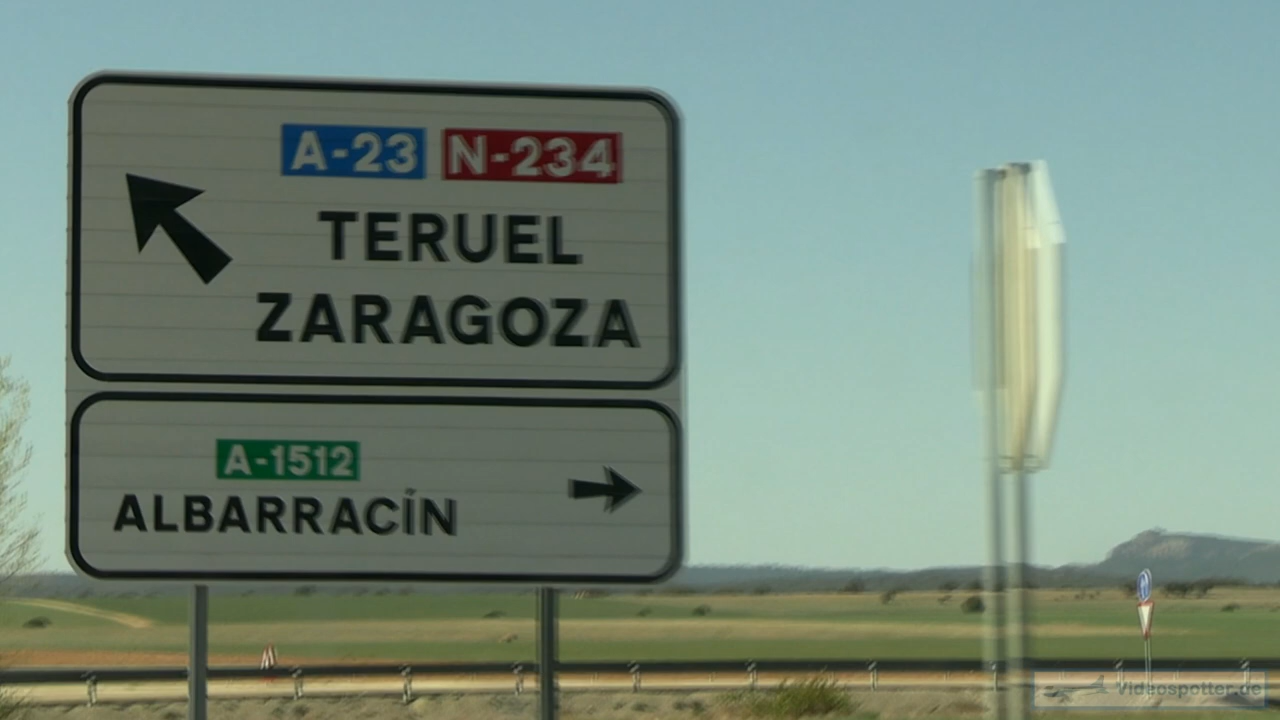 A-23 N-234
TERUEL
ZARAGOZA
A-1512
ALBARRACÍN
Videospotter.de